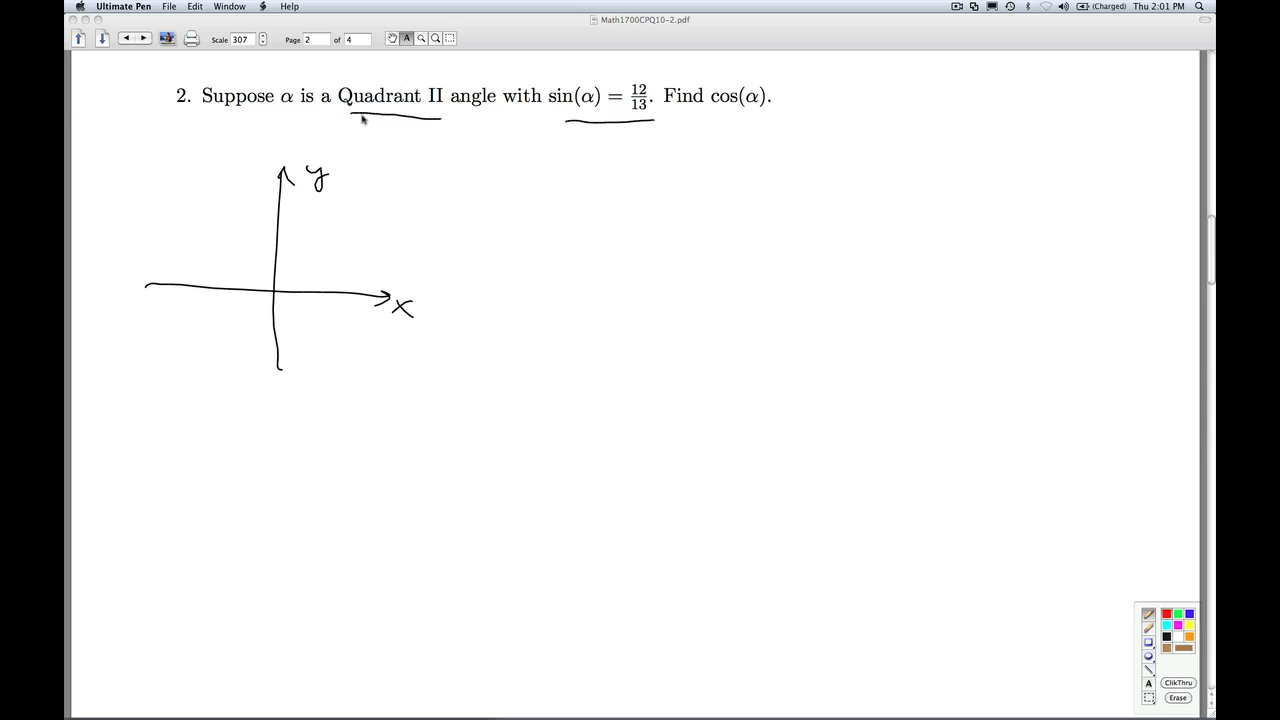 Ultimate Pen File Edit Window Help (Charged) Thu 2:01 PM
Math1700CPQ10-2.pdf
Scale 307 Page 2 of 4 A
2. Suppose α is a Quadrant II angle with sin(α) = 12/13. Find cos(α).
y
x
A
ClikThru
Erase